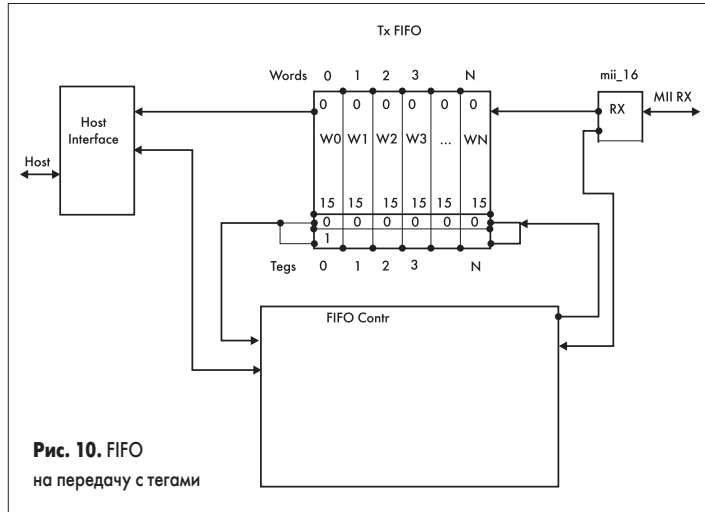 Tx FIFO
Words 0 1 2 3 N
mii_16
0 0 0 0 0 0
RX
MII RX
Host
Interface
W0 W1 W2 W3 ... WN
Host
15 15 15 15 15 15
0 0 0 0 0 0
1
Tegs 0 1 2 3 N
FIFO Contr
Рис. 10. FIFO
на передачу с тегами